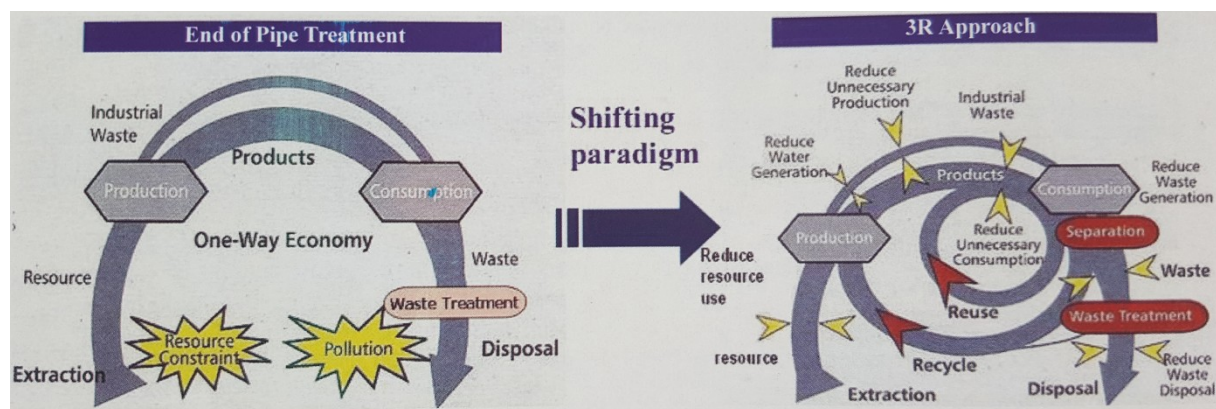 End of Pipe Treatment
Industrial
Waste
Products
Production
Consumption
One-Way Economy
Resource
Waste
Waste Treatment
Resource
Constraint
Pollution
Disposal
Extraction
Shifting
paradigm
3R Approach
Reduce
Unnecessary
Production
Industrial
Waste
Reduce
Water
Generation
Products
Consumption
Reduce
Waste
Generation
Production
Reduce
Unnecessary
Consumption
Separation
Reduce
resource
use
Waste
Reuse
Waste Treatment
resource
Recycle
Reduce
Waste
Disposal
Extraction
Disposal